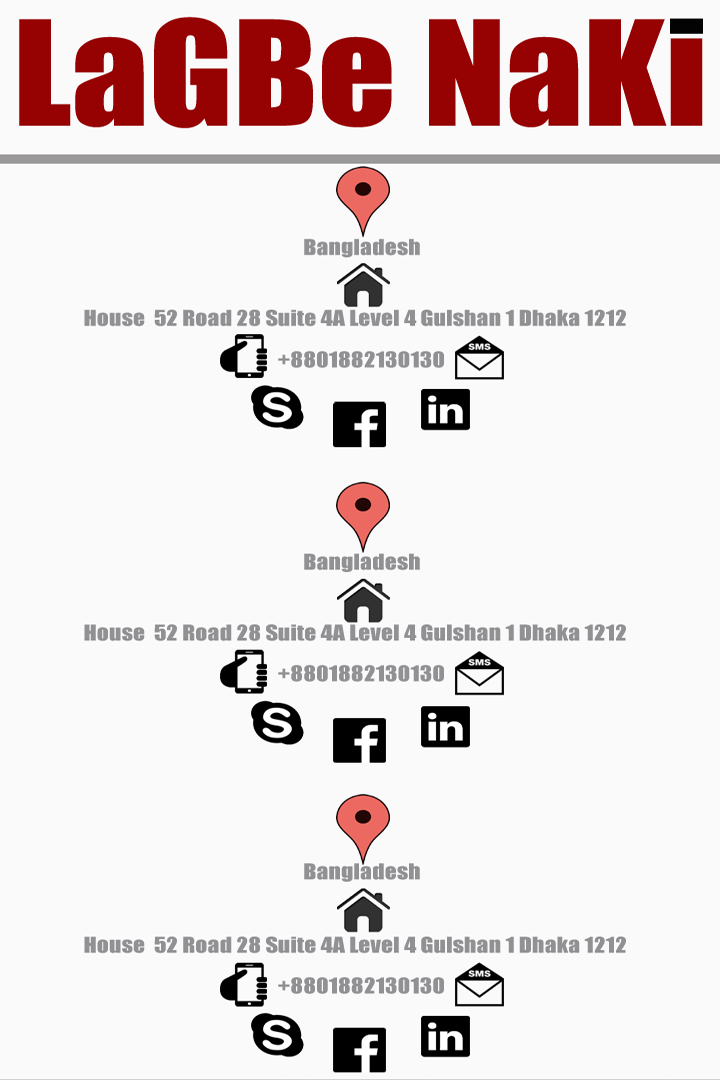 LaGBe NaKi
Bangladesh
House 52 Road 28 Suite 4A Level 4 Gulshan 1 Dhaka 1212
+8801882130130 SMS
S f in
Bangladesh
House 52 Road 28 Suite 4A Level 4 Gulshan 1 Dhaka 1212
+8801882130130 SMS
S f in
Bangladesh
House 52 Road 28 Suite 4A Level 4 Gulshan 1 Dhaka 1212
+8801882130130 SMS
S f in